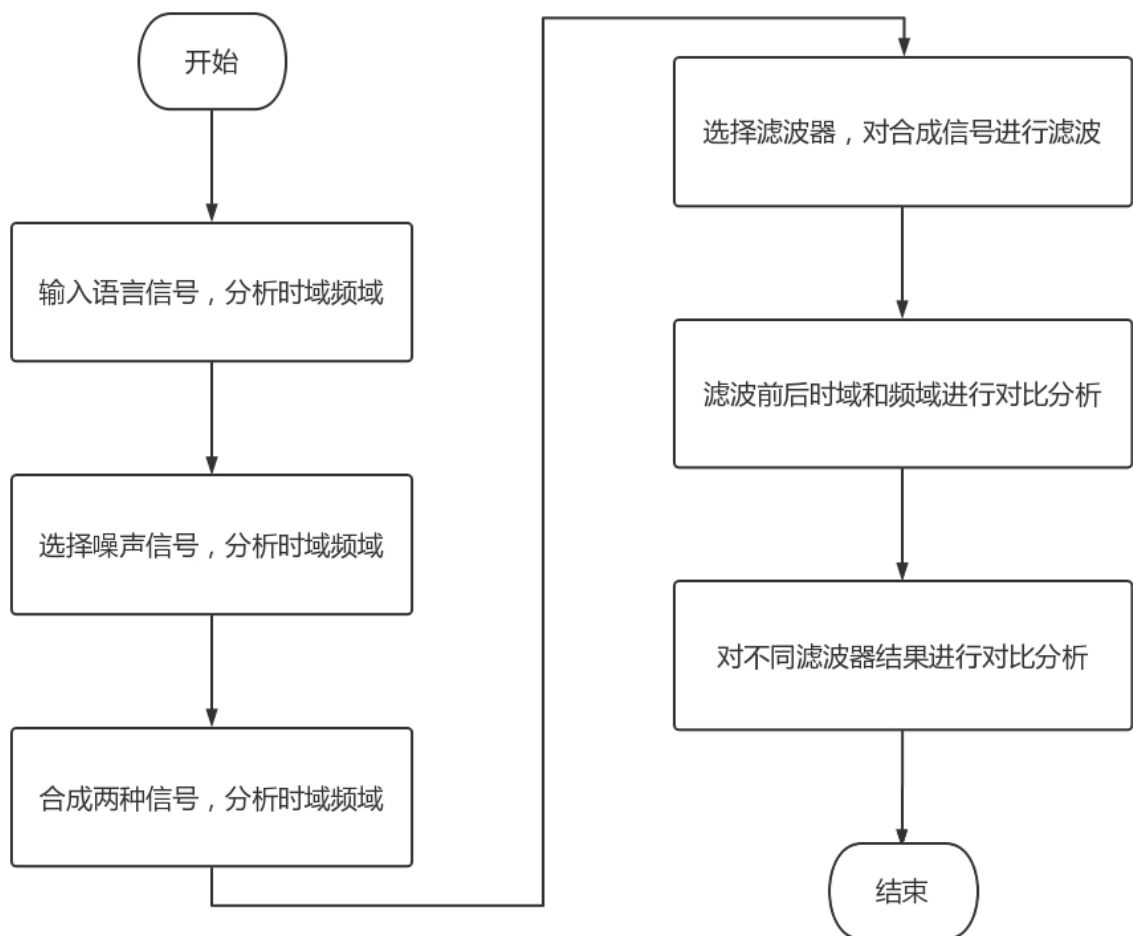 开始
输入语言信号，分析时域频域
选择噪声信号，分析时域频域
合成两种信号，分析时域频域
选择滤波器，对合成信号进行滤波
滤波前后时域和频域进行对比分析
对不同滤波器结果进行对比分析
结束